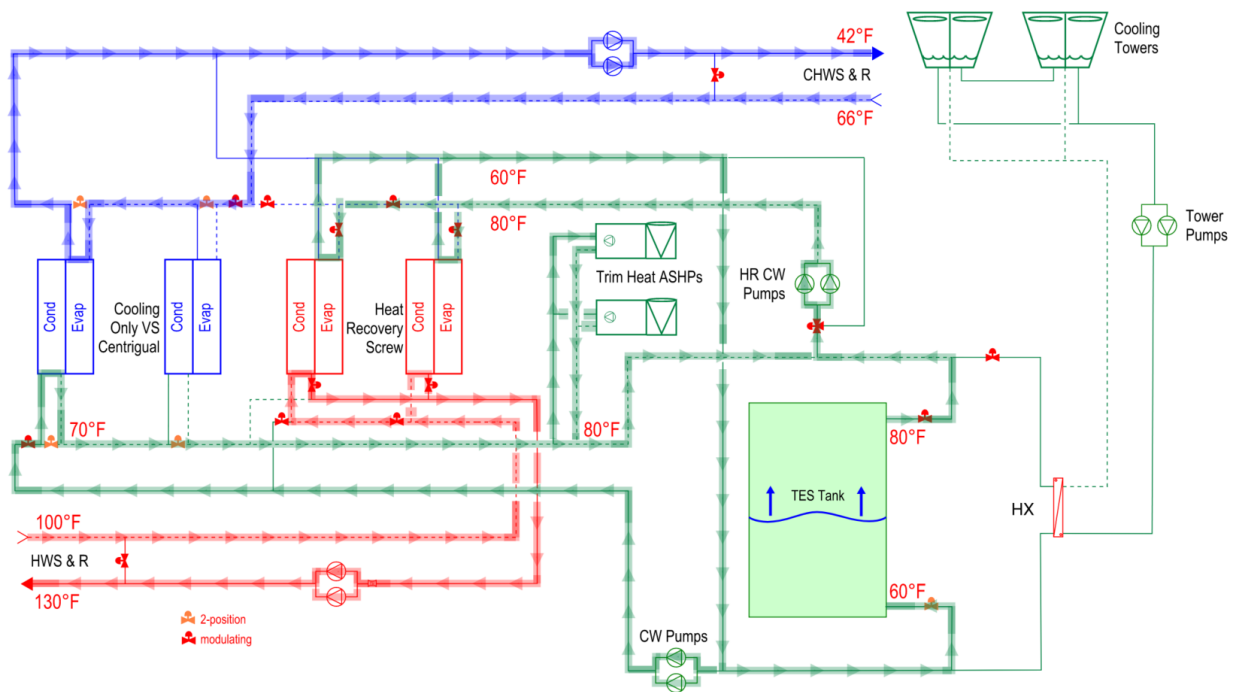 42°F
Cooling
Towers
CHWS & R
66°F
60°F
80°F
Tower
Pumps
Cond
Evap
Cooling
Only VS
Centrigual
Cond
Evap
Cond
Evap
Heat
Recovery
Screw
Cond
Evap
Trim Heat ASHPs
HR CW
Pumps
70°F
80°F
80°F
TES Tank
HX
100°F
HWS & R
130°F
60°F
2-position
modulating
CW Pumps